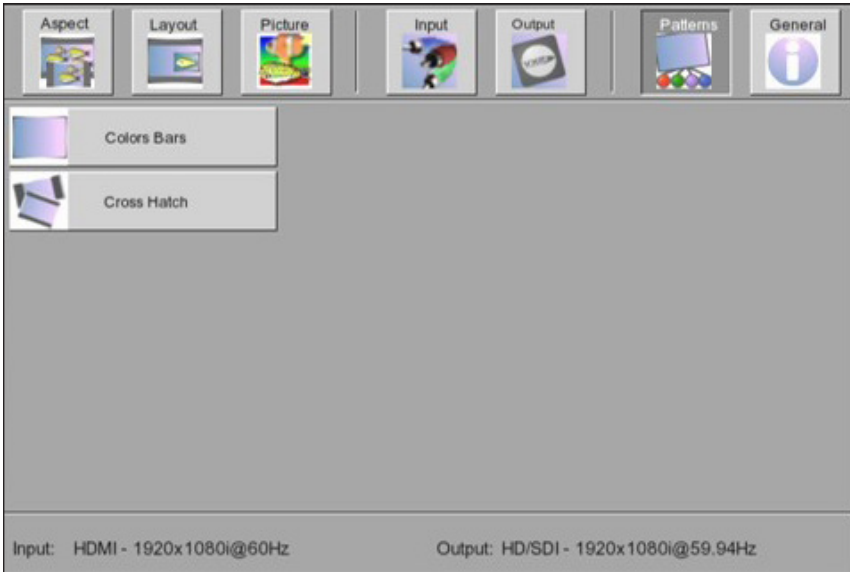 Aspect
Layout
Picture
Input
Output
Patterns
General
Colors Bars
Cross Hatch
Input: HDMI - 1920x1080i@60Hz
Output: HD/SDI - 1920x1080i@59.94Hz